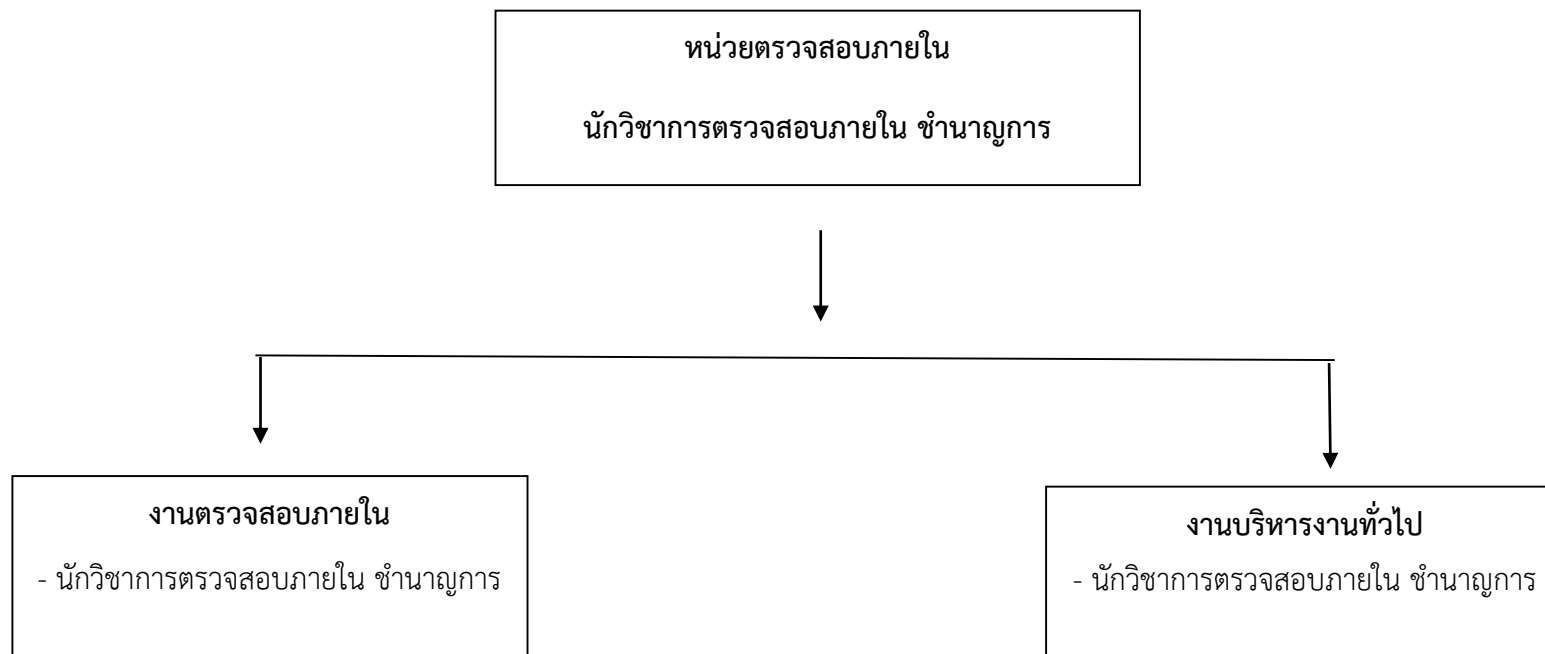 หน่วยตรวจสอบภายใน
นักวิชาการตรวจสอบภายใน ชำนาญการ
งานตรวจสอบภายใน
- นักวิชาการตรวจสอบภายใน ชำนาญการ
งานบริหารงานทั่วไป
- นักวิชาการตรวจสอบภายใน ชำนาญการ